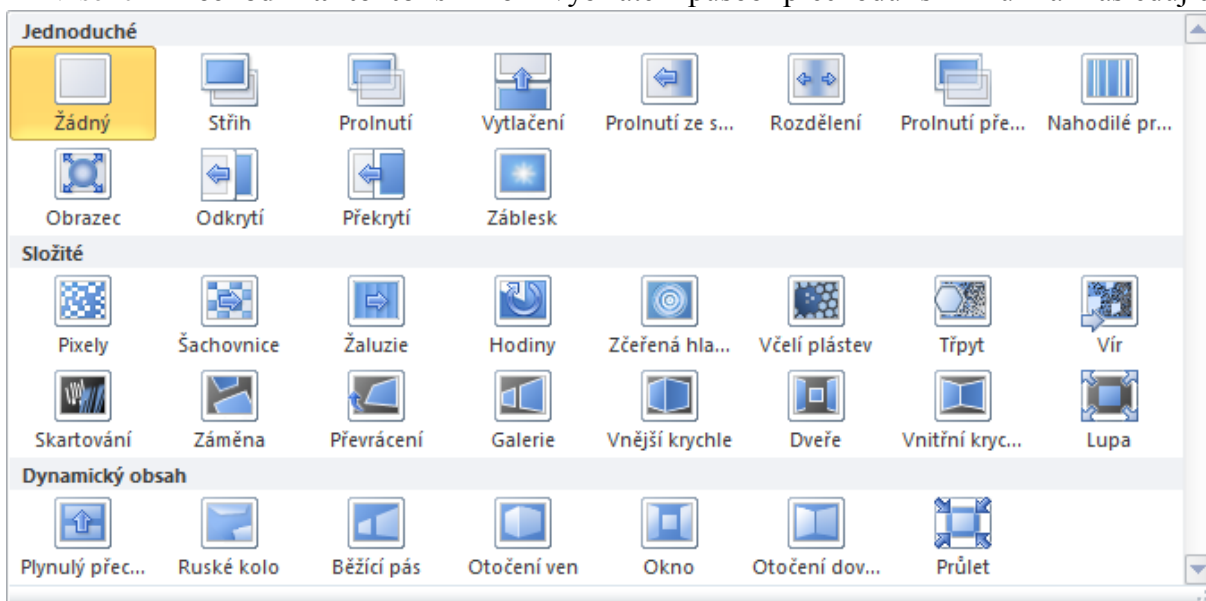 Jednoduché
Žádný Střih Prolnutí Vytlačení Prolnutí ze s... Rozdělení Prolnutí pře... Nahodilé pr...
Obrazec Odkrytí Překrytí Záblesk
Složité
Pixely Šachovnice Žaluzie Hodiny Zčeřená hla... Včelí plástev Třpyt Vír
Skartování Záměna Převrácení Galerie Vnější krychle Dveře Vnitřní kryc... Lupa
Dynamický obsah
Plynulý přec... Ruské kolo Běžící pás Otočení ven Okno Otočení dov... Průlet